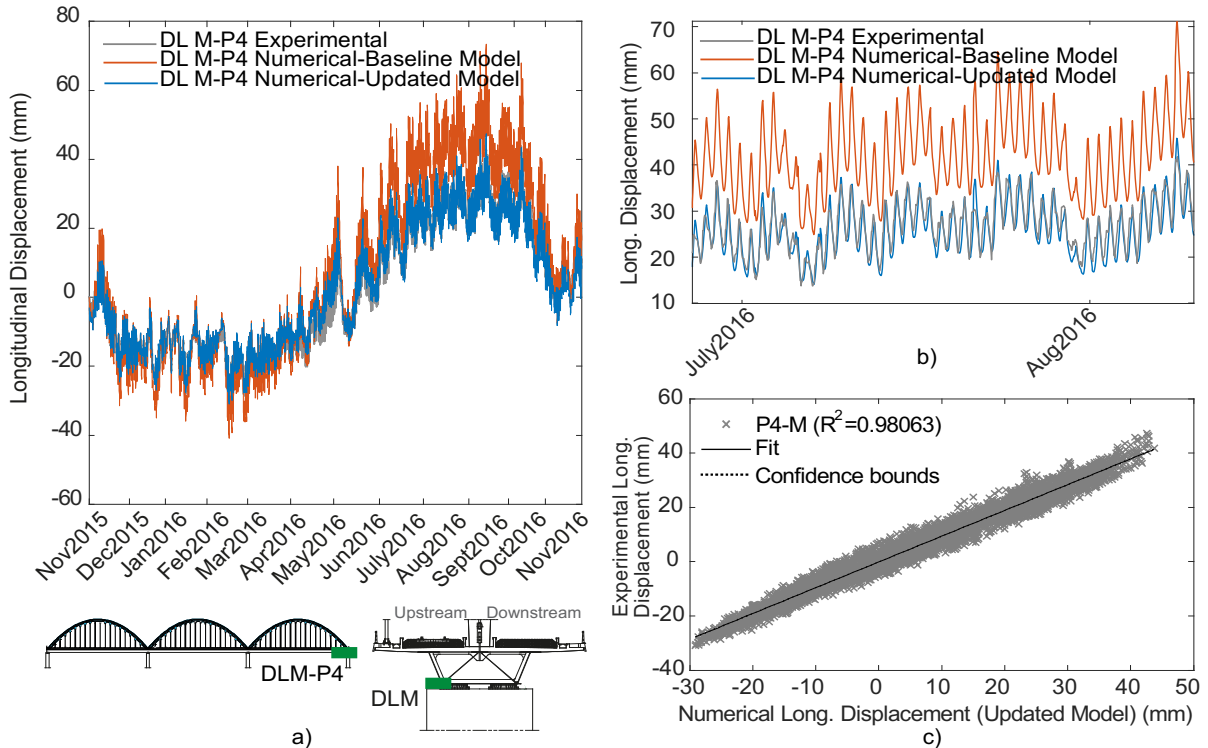 DL M-P4 Experimental
DL M-P4 Numerical-Baseline Model
DL M-P4 Numerical-Updated Model
Longitudinal Displacement (mm)
80
60
40
20
0
-20
-40
-60
Nov2015
Dec2015
Jan2016
Feb2016
Mar2016
Apr2016
May2016
Jun2016
July2016
Aug2016
Sept2016
Oct2016
Nov2016
DLM-P4
Upstream
Downstream
DLM
a)
DL M-P4 Experimental
DL M-P4 Numerical-Baseline Model
DL M-P4 Numerical-Updated Model
Long. Displacement (mm)
70
60
50
40
30
20
10
July2016
Aug2016
b)
P4-M (R²=0.98063)
Fit
Confidence bounds
Experimental Long.
Displacement (mm)
60
40
20
0
-20
-40
-30 -20 -10 0 10 20 30 40 50
Numerical Long. Displacement (Updated Model) (mm)
c)